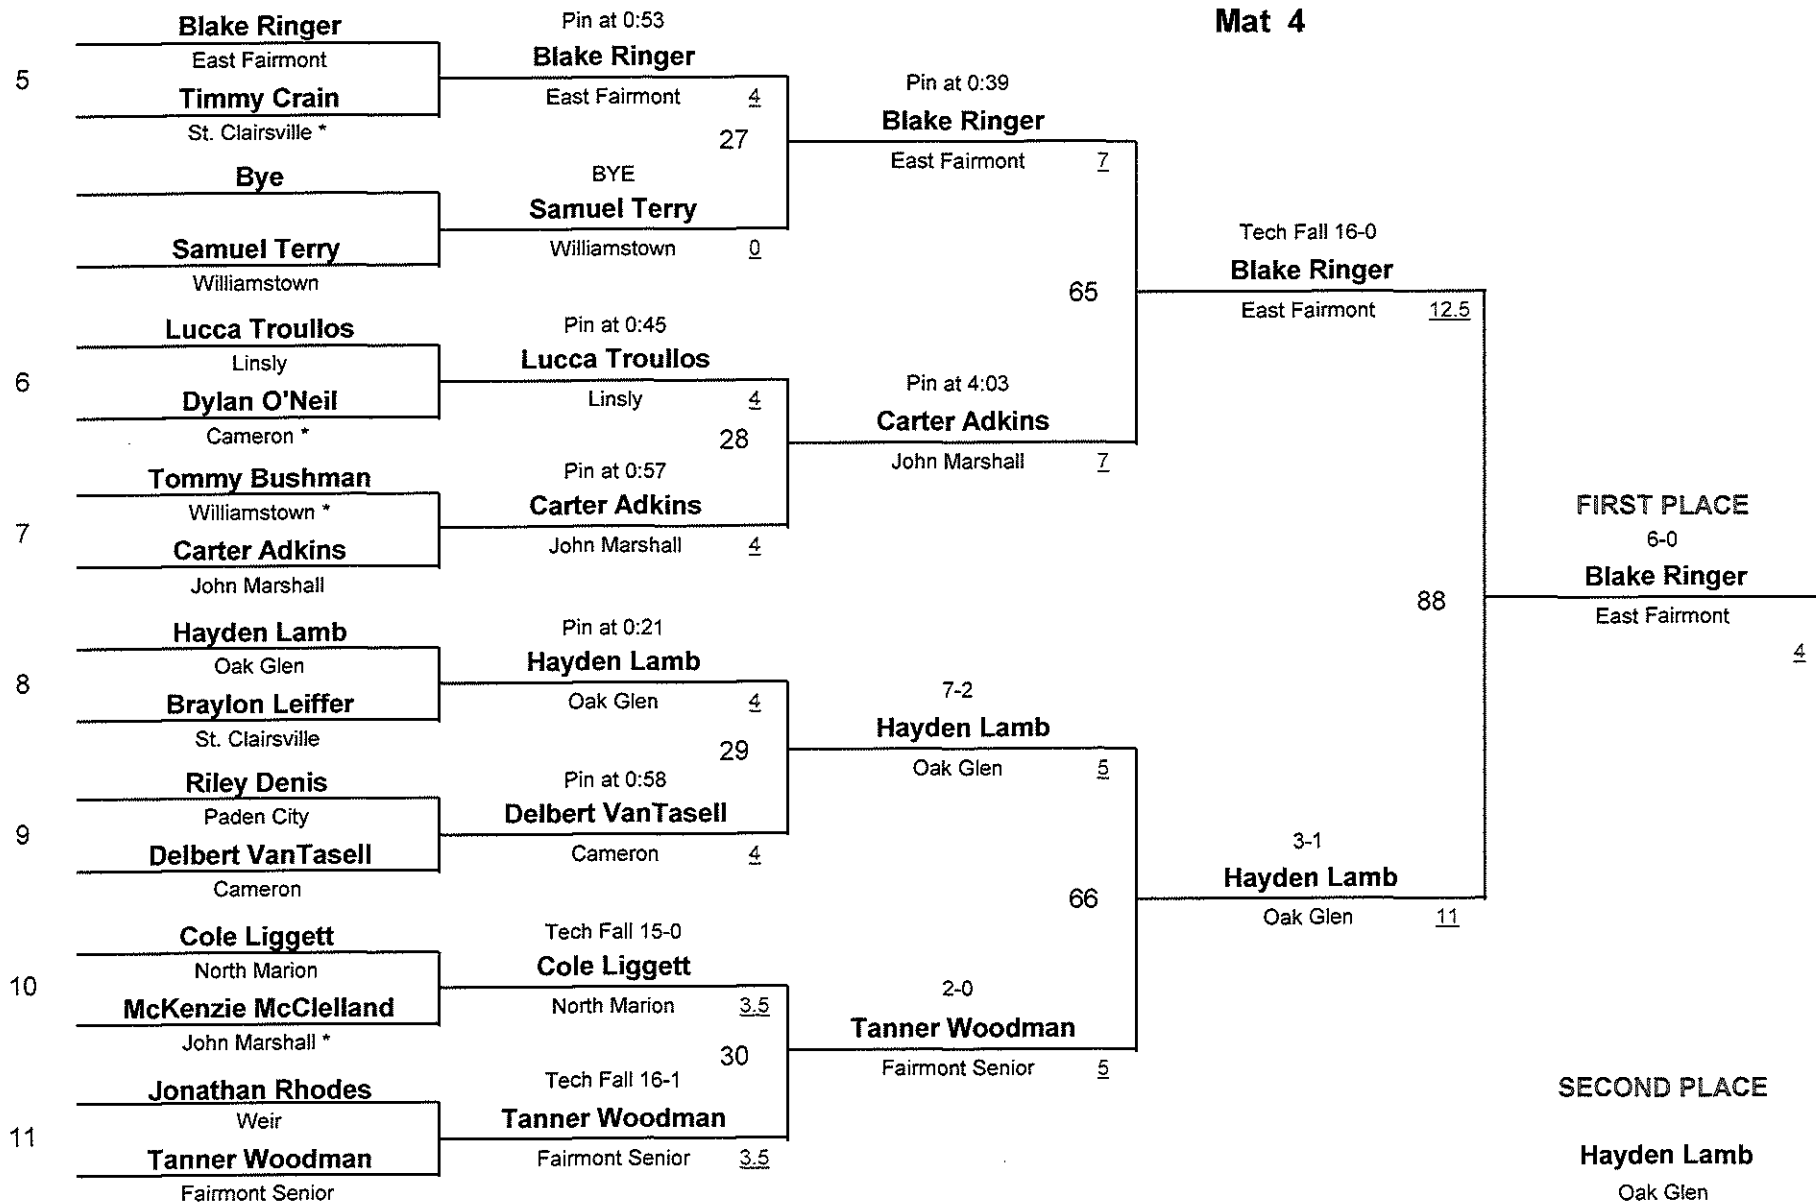 Mat 4
5
Blake Ringer
East Fairmont
Timmy Crain
St. Clairsville *
Bye
Samuel Terry
Williamstown
6
Lucca Troullos
Linsly
Dylan O'Neil
Cameron *
7
Tommy Bushman
Williamstown *
Carter Adkins
John Marshall
8
Hayden Lamb
Oak Glen
Braylon Leiffer
St. Clairsville
9
Riley Denis
Paden City
Delbert VanTasell
Cameron
10
Cole Liggett
North Marion
McKenzie McClelland
John Marshall *
11
Jonathan Rhodes
Weir
Tanner Woodman
Fairmont Senior
Pin at 0:53
Blake Ringer
East Fairmont 4
27
BYE
Samuel Terry
Williamstown 0
Pin at 0:45
Lucca Troullos
Linsly 4
28
Pin at 0:57
Carter Adkins
John Marshall 4
Pin at 0:21
Hayden Lamb
Oak Glen 4
29
Pin at 0:58
Delbert VanTasell
Cameron 4
Tech Fall 15-0
Cole Liggett
North Marion 3.5
30
Tech Fall 16-1
Tanner Woodman
Fairmont Senior 3.5
Pin at 0:39
Blake Ringer
East Fairmont 7
65
Pin at 4:03
Carter Adkins
John Marshall 7
7-2
Hayden Lamb
Oak Glen 5
66
2-0
Tanner Woodman
Fairmont Senior 5
Tech Fall 16-0
Blake Ringer
East Fairmont 12.5
88
3-1
Hayden Lamb
Oak Glen 11
FIRST PLACE
6-0
Blake Ringer
East Fairmont
4
SECOND PLACE
Hayden Lamb
Oak Glen